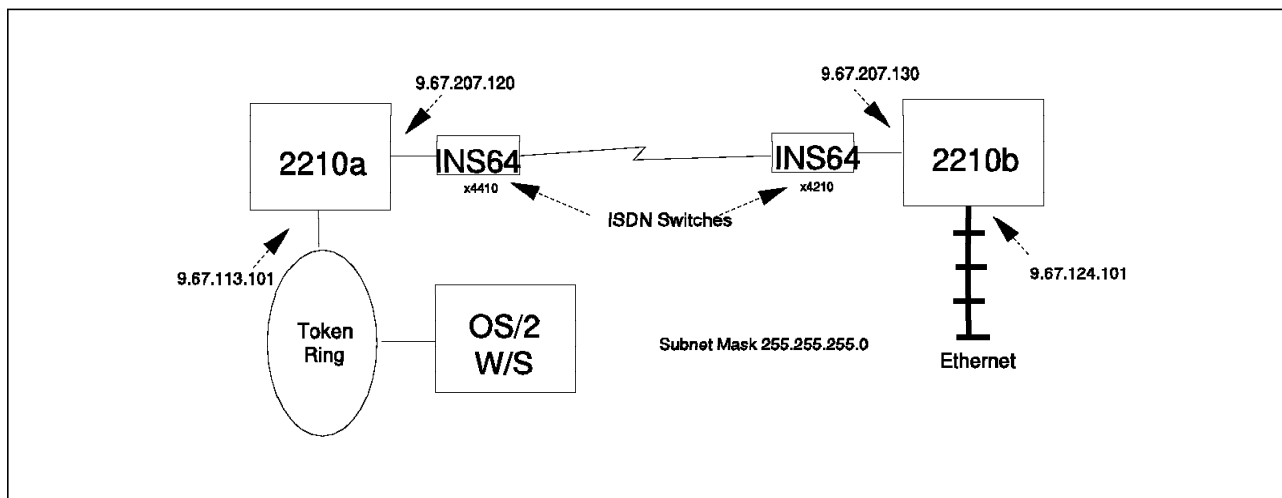 9.67.207.120
9.67.207.130
2210a
INS64
x4410
INS64
x4210
2210b
ISDN Switches
9.67.113.101
9.67.124.101
Token
Ring
OS/2
W/S
Subnet Mask 255.255.255.0
Ethernet